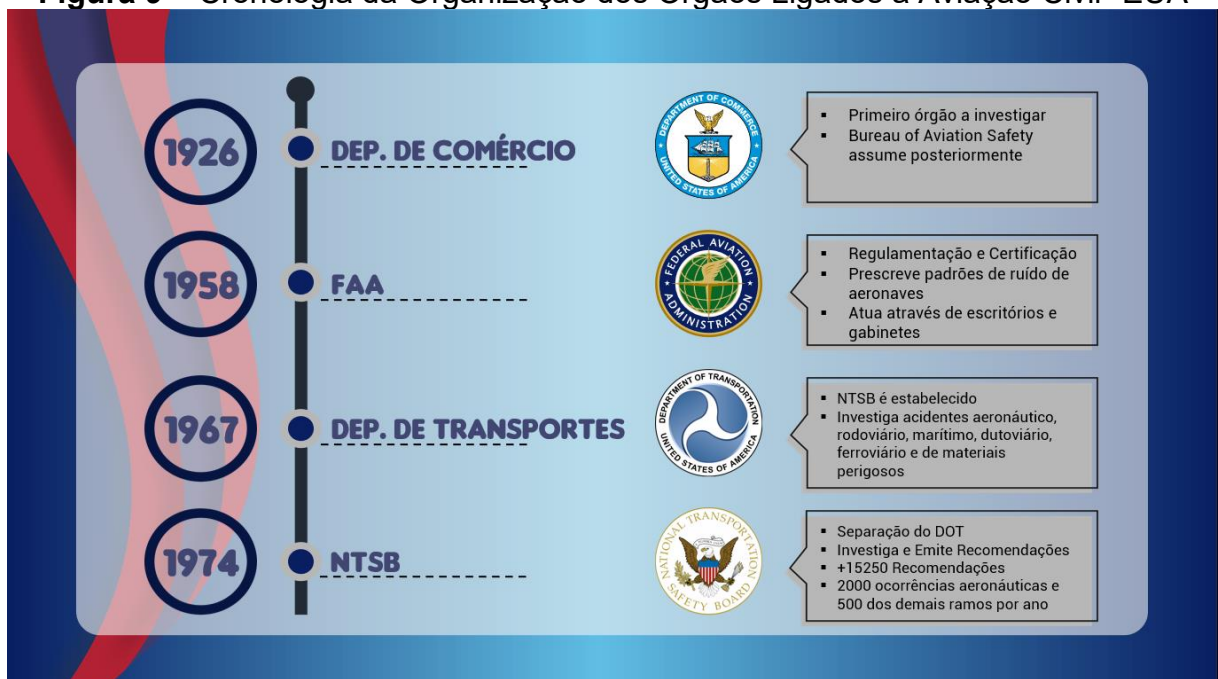 Figura – Cronologia da Organização dos Órgãos Ligados à Aviação Civil- EUA
1926
DEP. DE COMÉRCIO
DEPARTMENT OF COMMERCE
UNITED STATES OF AMERICA
▪ Primeiro órgão a investigar
▪ Bureau of Aviation Safety
assume posteriormente
1958
FAA
FEDERAL AVIATION
ADMINISTRATION
▪ Regulamentação e Certificação
▪ Prescreve padrões de ruído de
aeronaves
▪ Atua através de escritórios e
gabinetes
1967
DEP. DE TRANSPORTES
DEPARTMENT OF TRANSPORTATION
UNITED STATES OF AMERICA
▪ NTSB é estabelecido
▪ Investiga acidentes aeronáutico,
rodoviário, marítimo, dutoviário,
ferroviário e de materiais
perigosos
1974
NTSB
NATIONAL TRANSPORTATION
SAFETY BOARD
▪ Separação do DOT
▪ Investiga e Emite Recomendações
▪ +15250 Recomendações
▪ 2000 ocorrências aeronáuticas e
500 dos demais ramos por ano